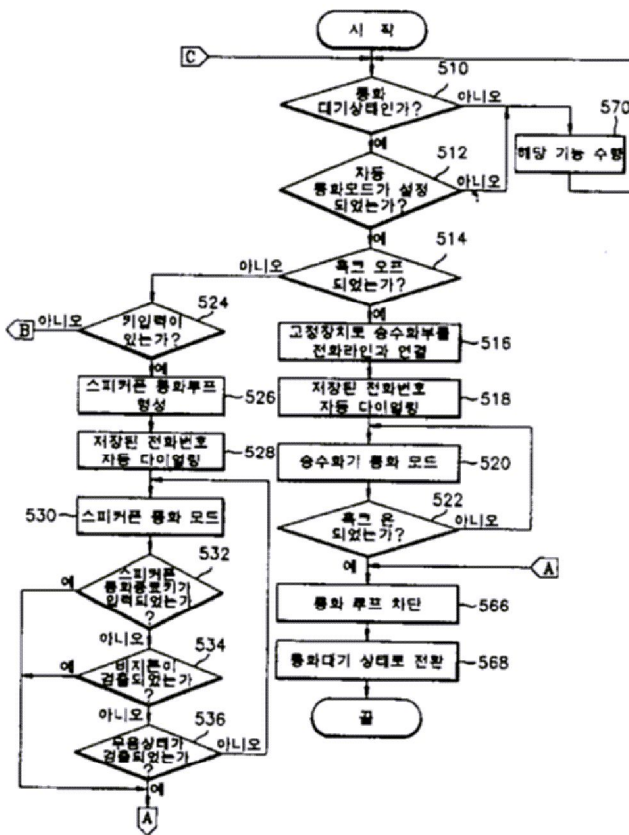 시 작
C
510
통화
대기상태인가?
아니오
570
해당 기능 수행
예
512
자동
통화모드가 설정
되었는가?
아니오
예
514
훅크 오프
되었는가?
아니오
예
524
키입력이
있는가?
아니오
B
예
고정장치로 송수화부를
전화라인과 연결
516
스피커폰 통화루프
형성
526
저장된 전화번호
자동 다이얼링
518
저장된 전화번호
자동 다이얼링
528
송수화기 통화 모드
520
530
스피커폰 통화 모드
522
훅크 온
되었는가?
아니오
예
A
532
스피커폰
통화종료키가
입력되었는가
?
예
아니오
통화 루프 차단
566
534
비지톤이
검출되었는가
?
예
아니오
통화대기 상태로 전환
568
536
무음상태가
검출되었는가
?
아니오
예
끝
A